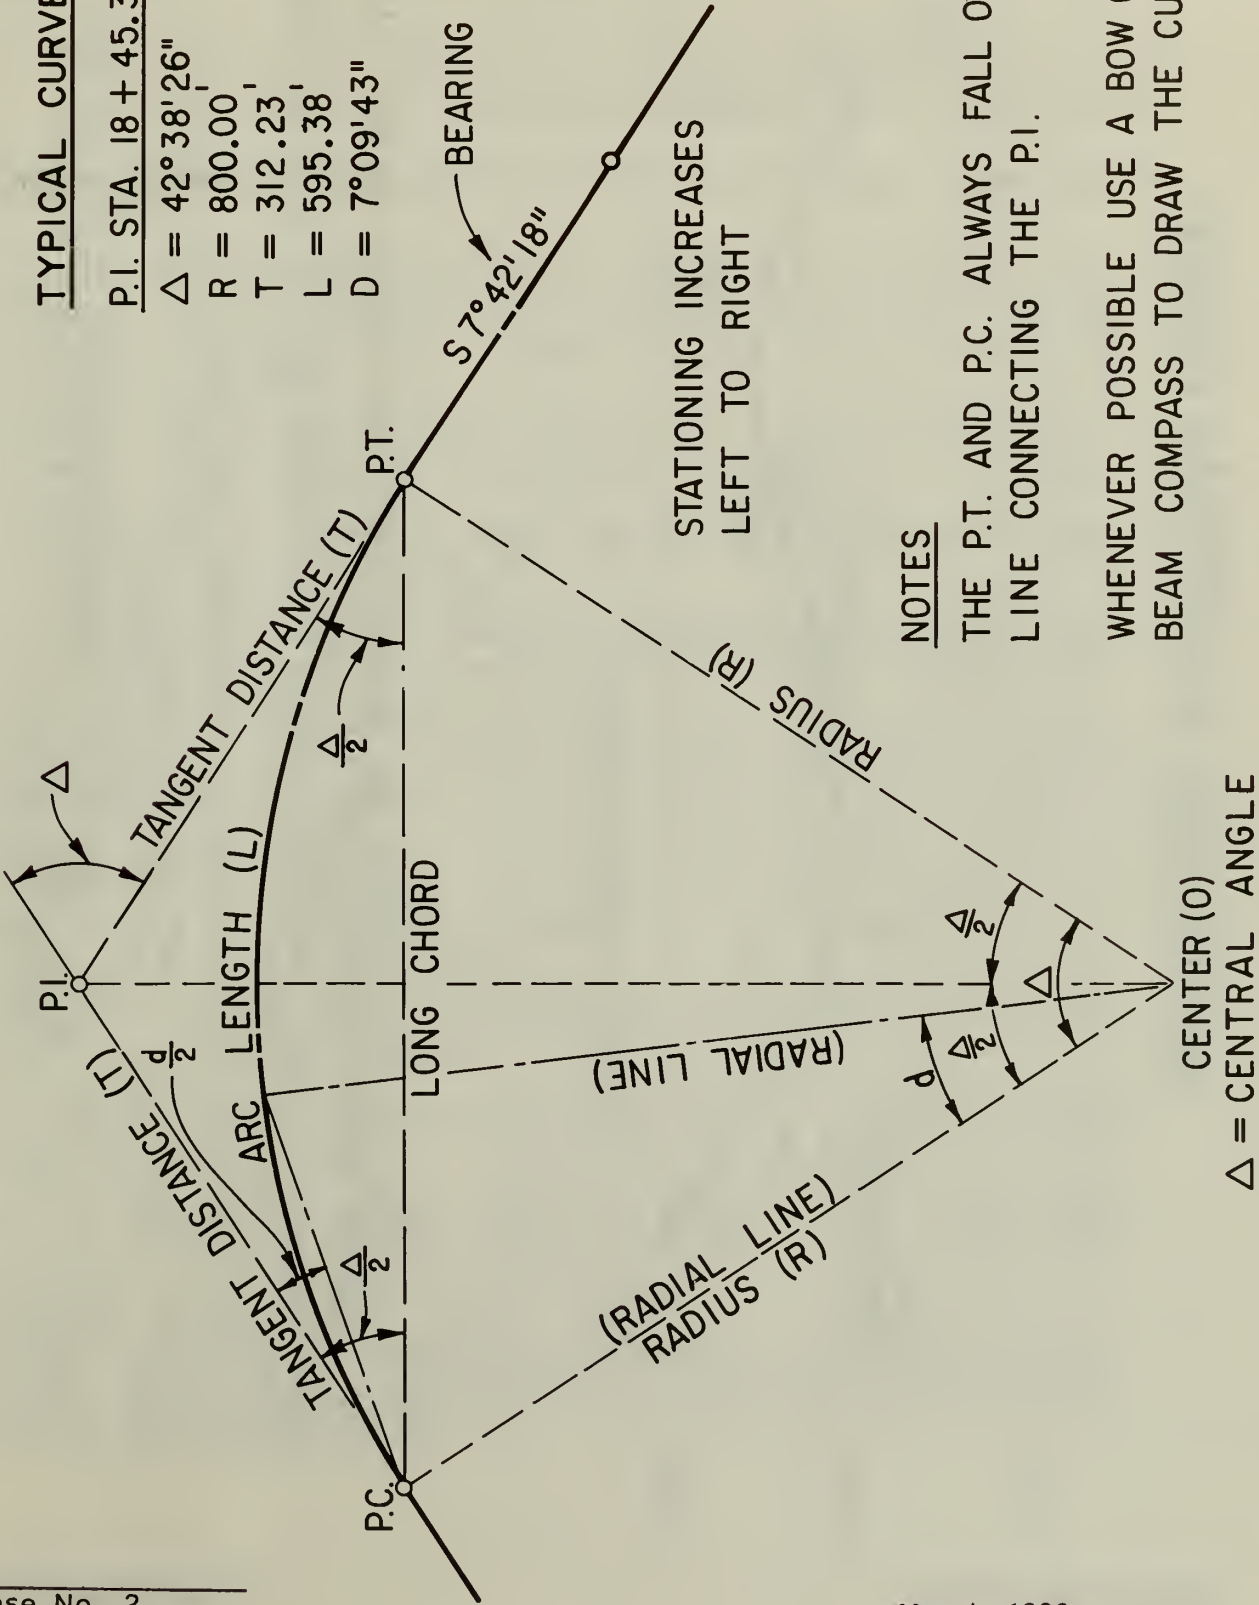 TYPICAL CURVE
P.I. STA. 18 + 45.3
Δ = 42°38'26"
R = 800.00'
T = 312.23'
L = 595.38'
D = 7°09'43"
BEARING
S 7°42'18"
P.I.
Δ
TANGENT DISTANCE (T)
TANGENT DISTANCE (T)
d/2
ARC LENGTH (L)
Δ/2
Δ/2
P.C.
P.T.
LONG CHORD
STATIONING INCREASES
LEFT TO RIGHT
(RADIAL LINE)
RADIUS (R)
(RADIAL LINE)
RADIUS (R)
d
Δ/2
Δ/2
Δ
CENTER (O)
Δ = CENTRAL ANGLE
NOTES
THE P.T. AND P.C. ALWAYS FALL
LINE CONNECTING THE P.I.
WHENEVER POSSIBLE USE A BOW
BEAM COMPASS TO DRAW THE
No. 2